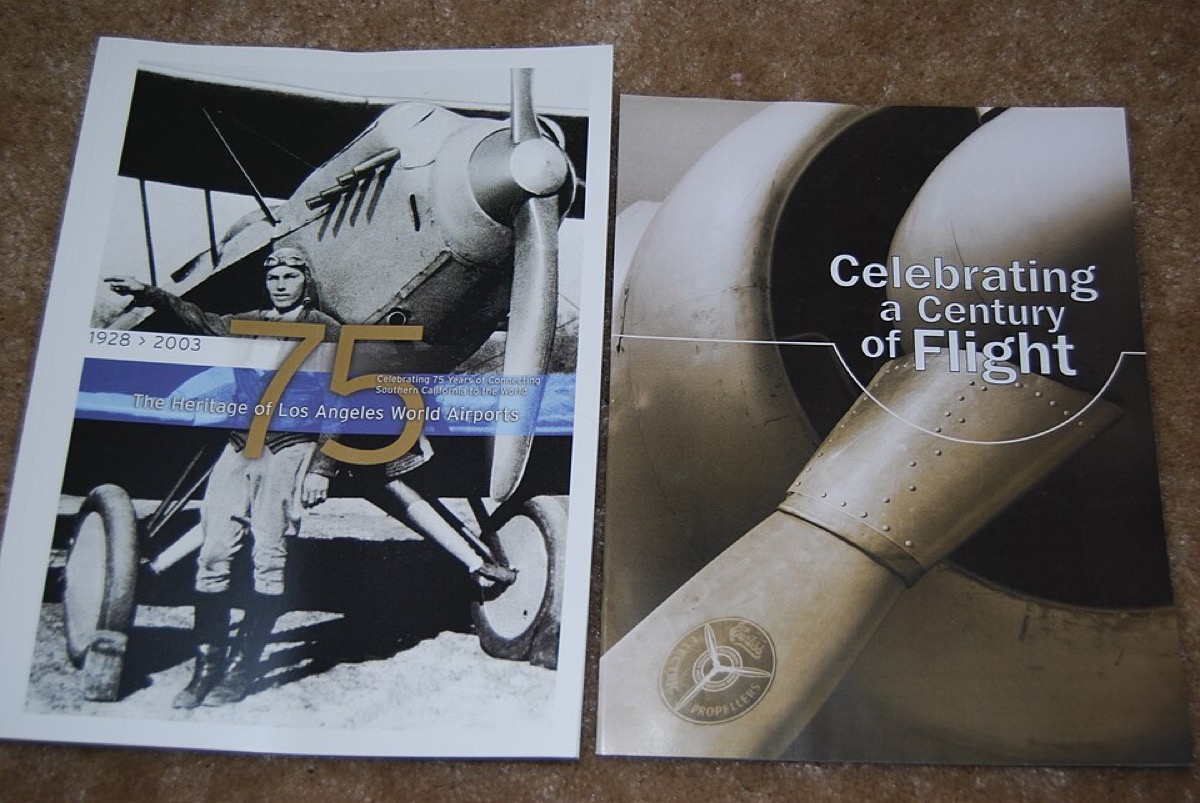 1928 > 2003
75
Celebrating 75 Years of Connecting
Southern California to the World
The Heritage of Los Angeles World Airports
Celebrating
a Century
of Flight
PROPELLERS